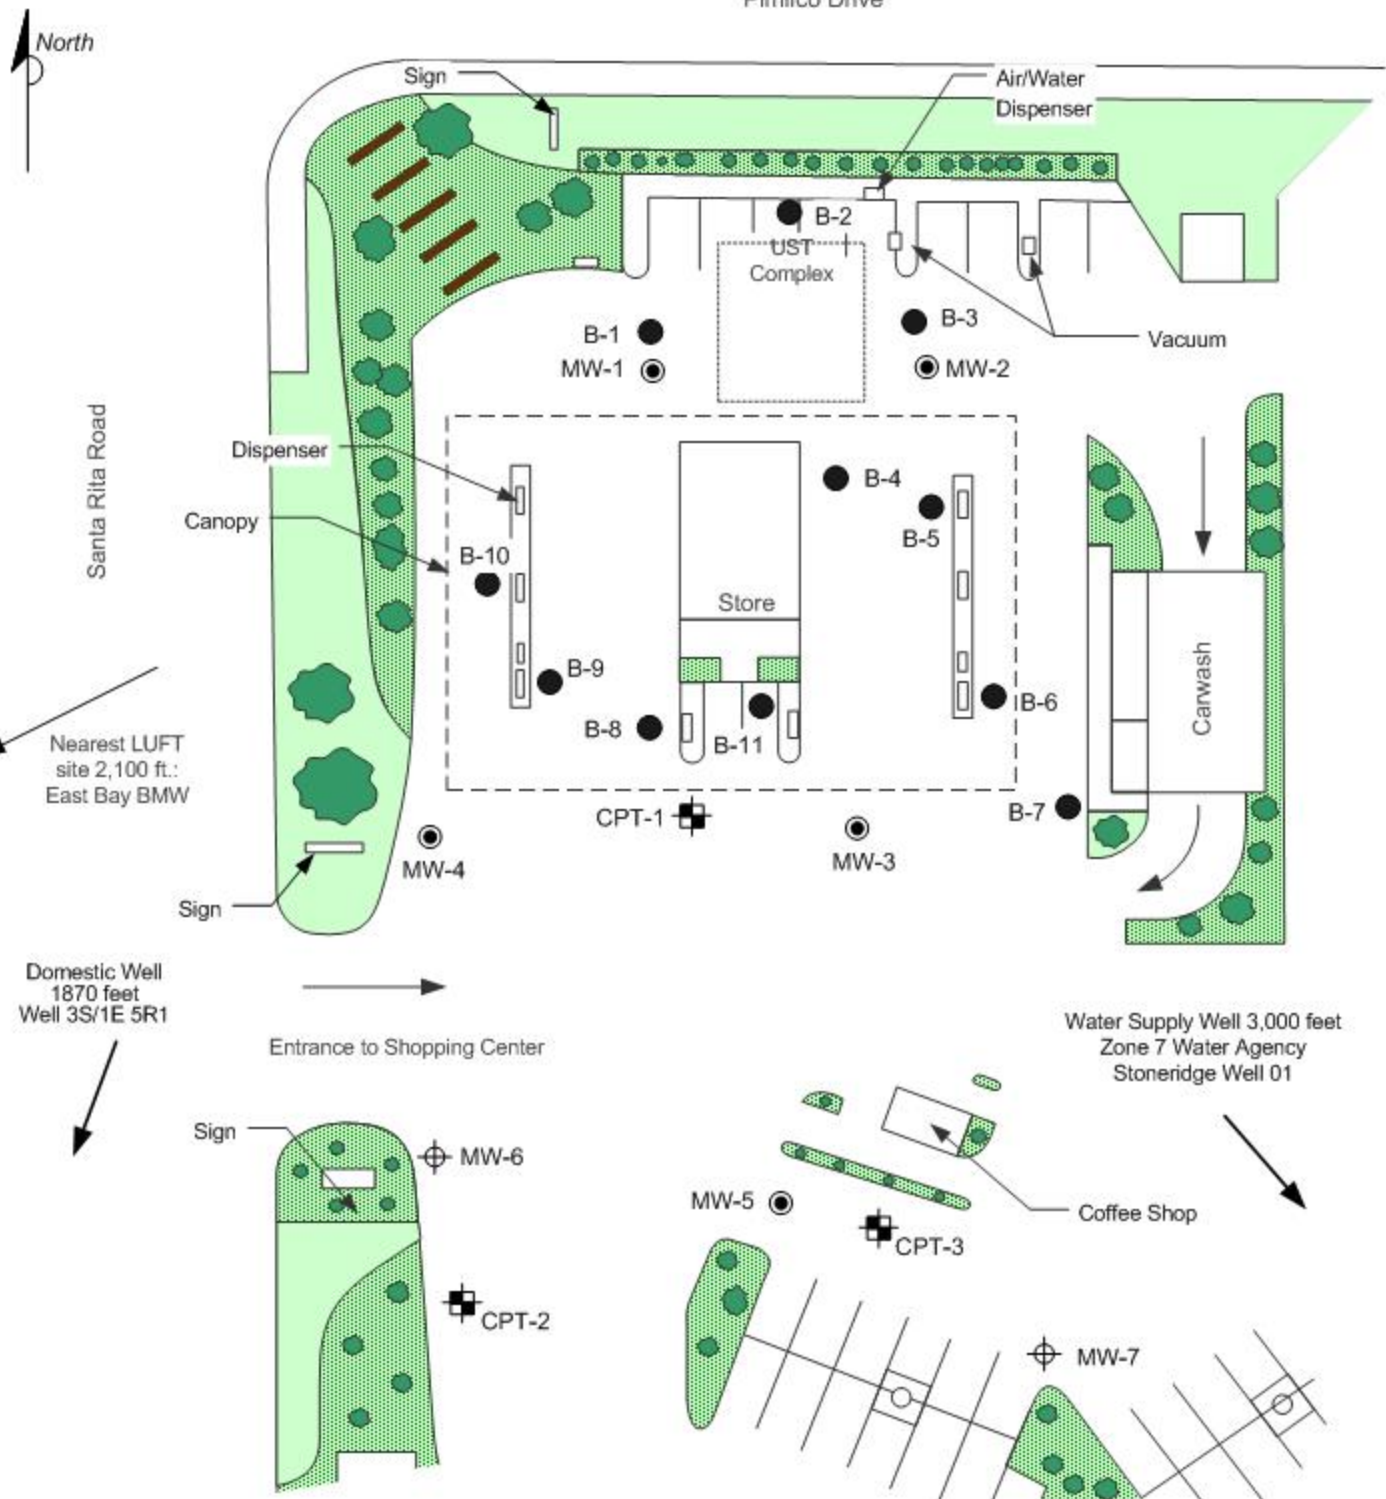 Pimlico Drive
North
Sign
Air/Water
Dispenser
B-2
UST
Complex
B-1
B-3
Vacuum
MW-1
MW-2
Santa Rita Road
Dispenser
B-4
Canopy
B-5
B-10
Store
Carwash
B-9
B-6
B-8
B-11
Nearest LUFT
site 2,100 ft.:
East Bay BMW
CPT-1
B-7
MW-4
MW-3
Sign
Domestic Well
1870 feet
Well 3S/1E 5R1
Entrance to Shopping Center
Water Supply Well 3,000 feet
Zone 7 Water Agency
Stoneridge Well 01
Sign
MW-6
MW-5
Coffee Shop
CPT-3
CPT-2
MW-7